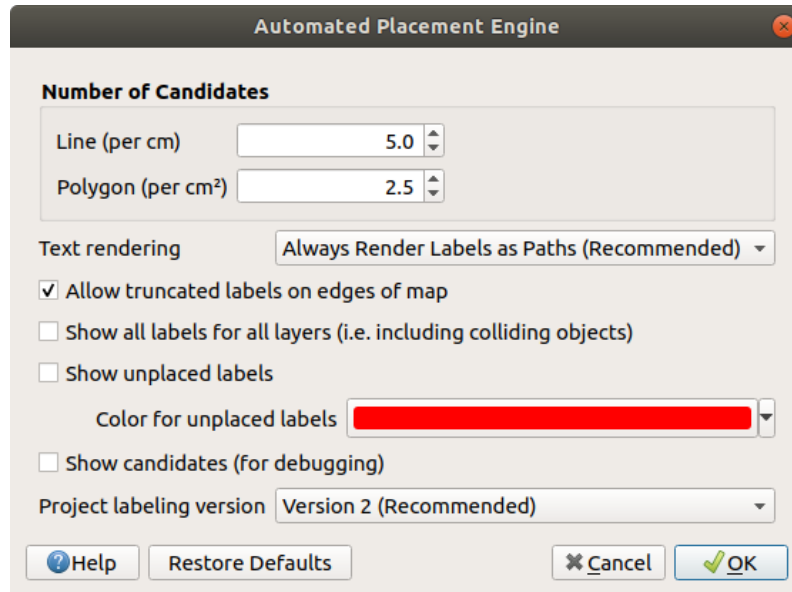 Automated Placement Engine
Number of Candidates
Line (per cm) 5.0
Polygon (per cm²) 2.5
Text rendering Always Render Labels as Paths (Recommended)
Allow truncated labels on edges of map
Show all labels for all layers (i.e. including colliding objects)
Show unplaced labels
Color for unplaced labels
Show candidates (for debugging)
Project labeling version Version 2 (Recommended)
Help Restore Defaults Cancel OK